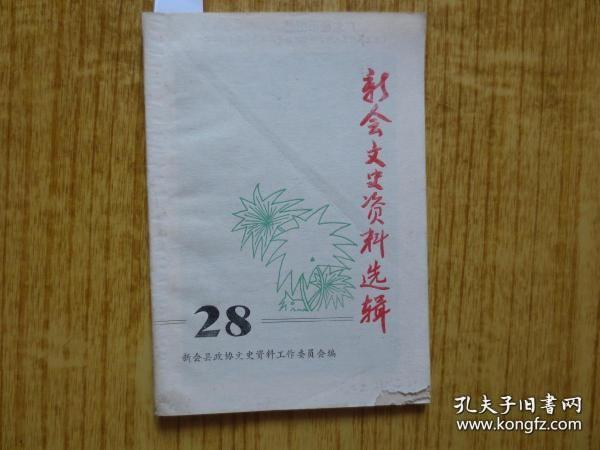 新会文史资料选辑
28
新会县政协文史资料工作委员会编
孔夫子旧书网
www.kongfz.com